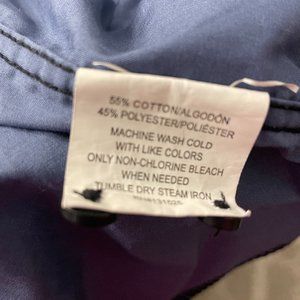 55% COTTON/ALGODÓN
45% POLYESTER/POLIÉSTER
MACHINE WASH COLD
WITH LIKE COLORS
ONLY NON-CHLORINE BLEACH
WHEN NEEDED
TUMBLE DRY STEAM IRON